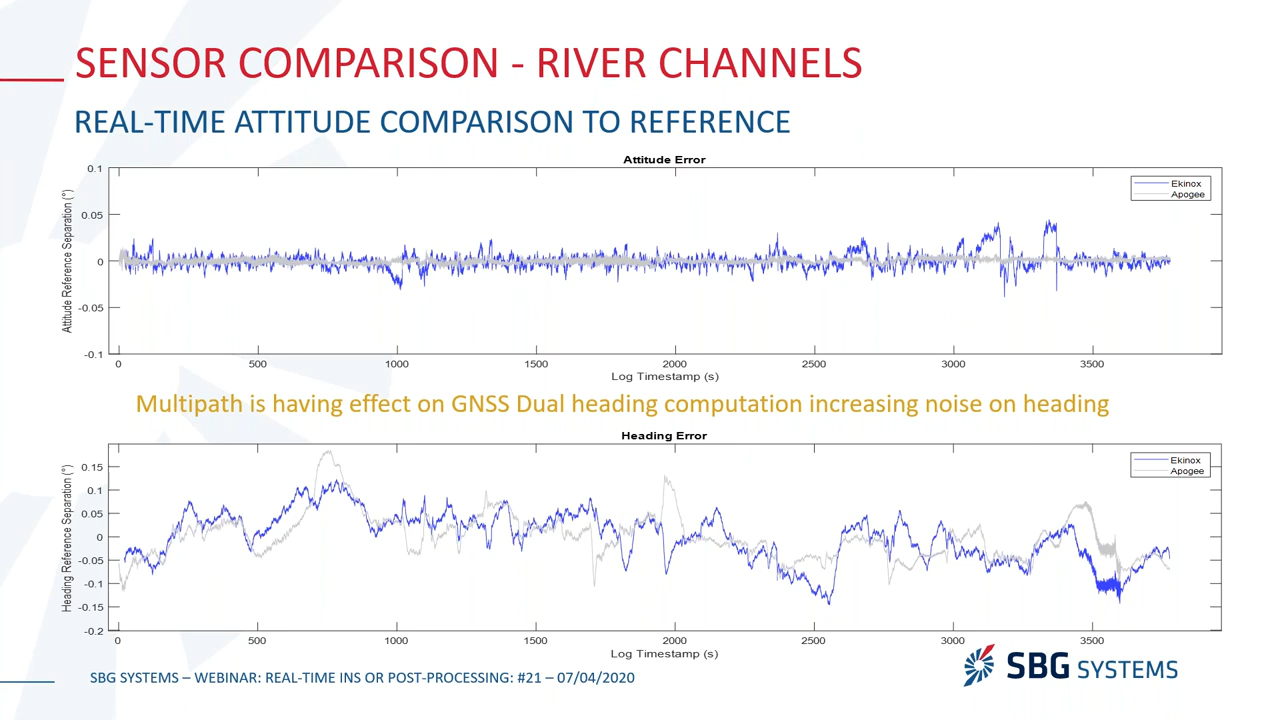 SENSOR COMPARISON - RIVER CHANNELS
REAL-TIME ATTITUDE COMPARISON TO REFERENCE
Attitude Error
Attitude Reference Separation (°)
0.1
0.05
0
-0.05
-0.1
Ekinox
Apogee
0 500 1000 1500 2000 2500 3000 3500
Log Timestamp (s)
Multipath is having effect on GNSS Dual heading computation increasing noise on heading
Heading Error
Heading Reference Separation (°)
0.15
0.1
0.05
0
-0.05
-0.1
-0.15
-0.2
Ekinox
Apogee
0 500 1000 1500 2000 2500 3000 3500
Log Timestamp (s)
SBG SYSTEMS – WEBINAR: REAL-TIME INS OR POST-PROCESSING: #21 – 07/04/2020
SBG SYSTEMS